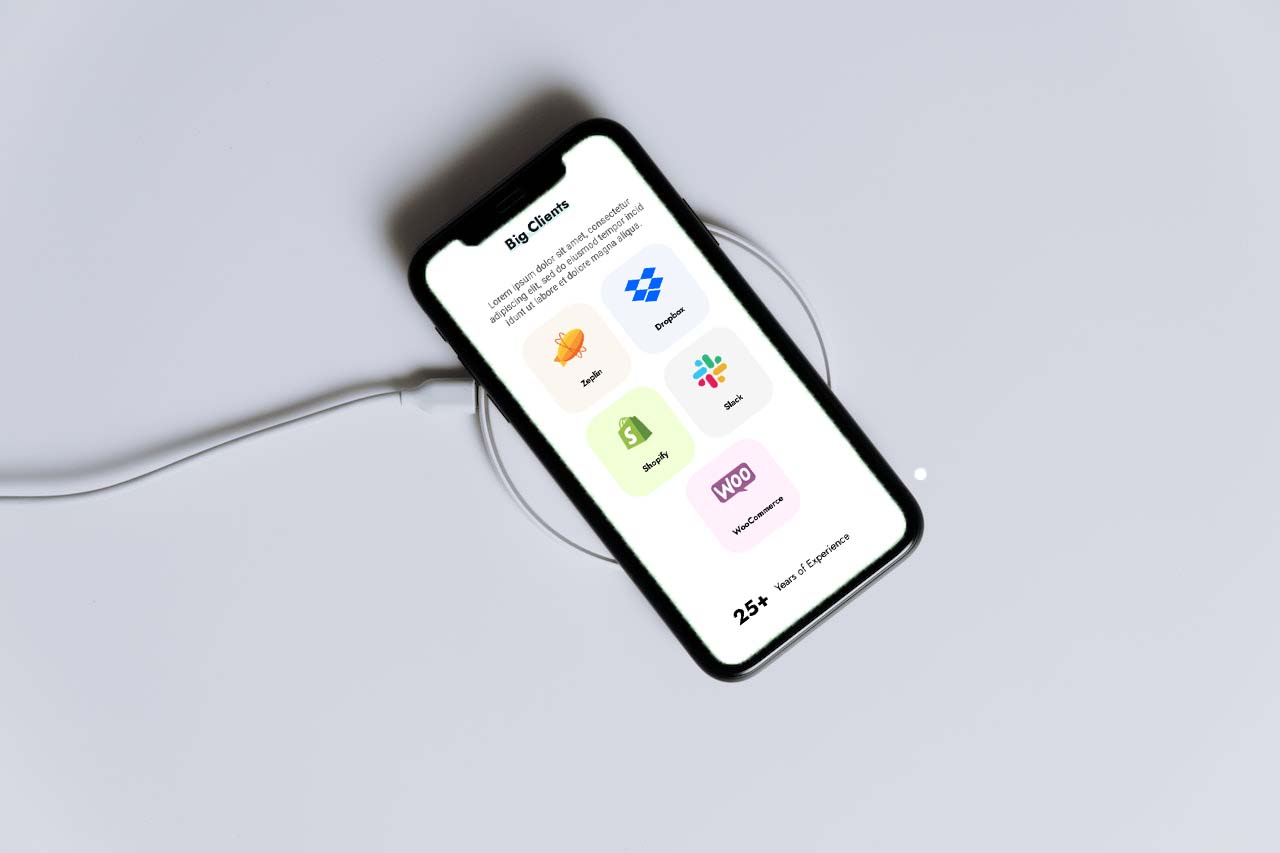 Big Clients
Lorem ipsum dolor sit amet, consectetur
adipiscing elit, sed do eiusmod tempor incid
idunt ut labore et dolore magna aliqua.
Zeplin
Dropbox
Shopify
Slack
WOO
WooCommerce
25+ Years of Experience